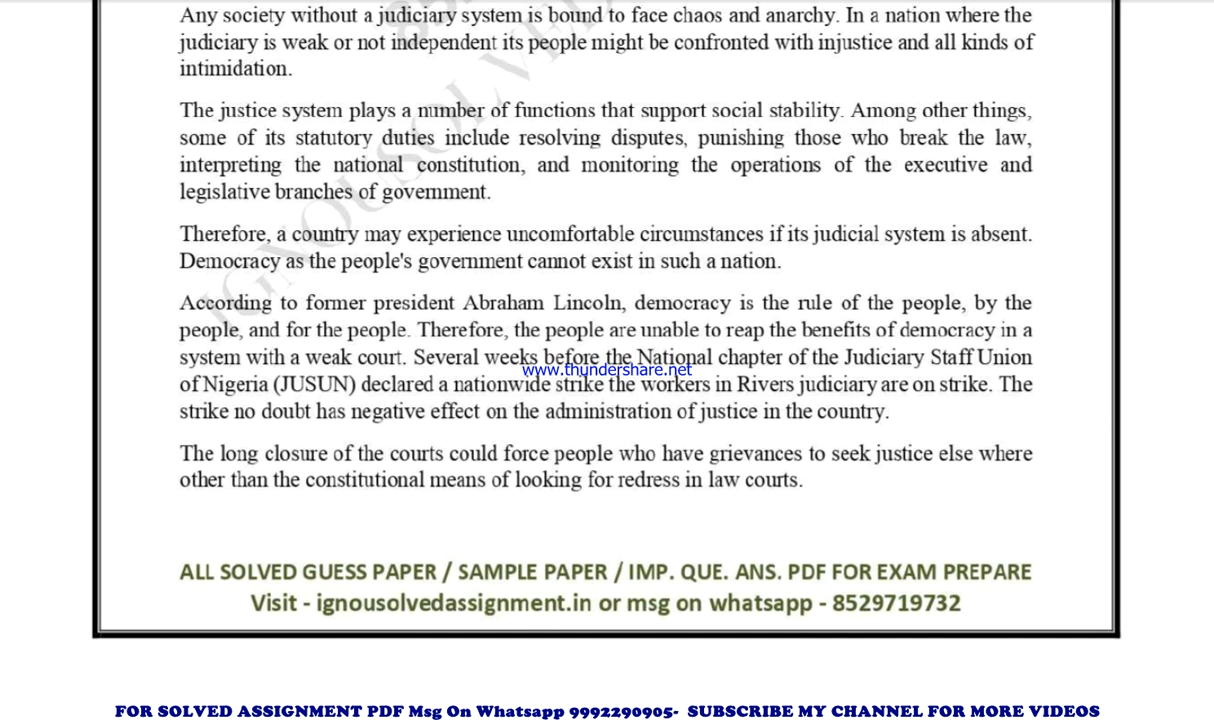 Any society without a judiciary system is bound to face chaos and anarchy. In a nation where the
judiciary is weak or not independent its people might be confronted with injustice and all kinds of
intimidation.
The justice system plays a number of functions that support social stability. Among other things,
some of its statutory duties include resolving disputes, punishing those who break the law,
interpreting the national constitution, and monitoring the operations of the executive and
legislative branches of government.
Therefore, a country may experience uncomfortable circumstances if its judicial system is absent.
Democracy as the people's government cannot exist in such a nation.
According to former president Abraham Lincoln, democracy is the rule of the people, by the
people, and for the people. Therefore, the people are unable to reap the benefits of democracy in a
system with a weak court. Several weeks before the National chapter of the Judiciary Staff Union
www.thundershare.net
of Nigeria (JUSUN) declared a nationwide strike the workers in Rivers judiciary are on strike. The
strike no doubt has negative effect on the administration of justice in the country.
The long closure of the courts could force people who have grievances to seek justice else where
other than the constitutional means of looking for redress in law courts.
IGNOUSOLVED
ALL SOLVED GUESS PAPER / SAMPLE PAPER / IMP. QUE. ANS. PDF FOR EXAM PREPARE
Visit - ignousolvedassignment.in or msg on whatsapp - 8529719732
FOR SOLVED ASSIGNMENT PDF Msg On Whatsapp 9992290905- SUBSCRIBE MY CHANNEL FOR MORE VIDEOS